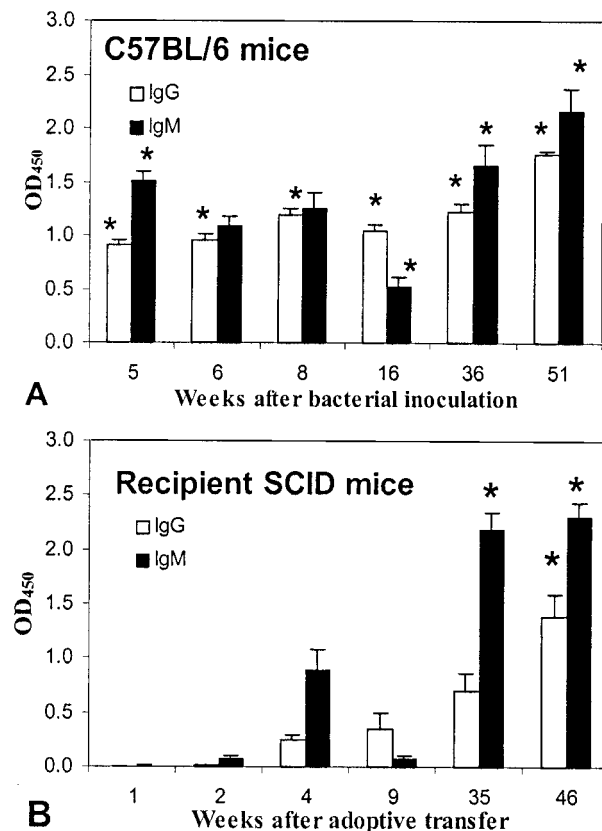 3.0
C57BL/6 mice
IgG
IgM
2.5
2.0
1.5
1.0
0.5
0.0
OD450
* * * * * * * * * *
5 6 8 16 36 51
A Weeks after bacterial inoculation
3.0
Recipient SCID mice
IgG
IgM
2.5
2.0
1.5
1.0
0.5
0.0
OD450
* * *
1 2 4 9 35 46
B Weeks after adoptive transfer